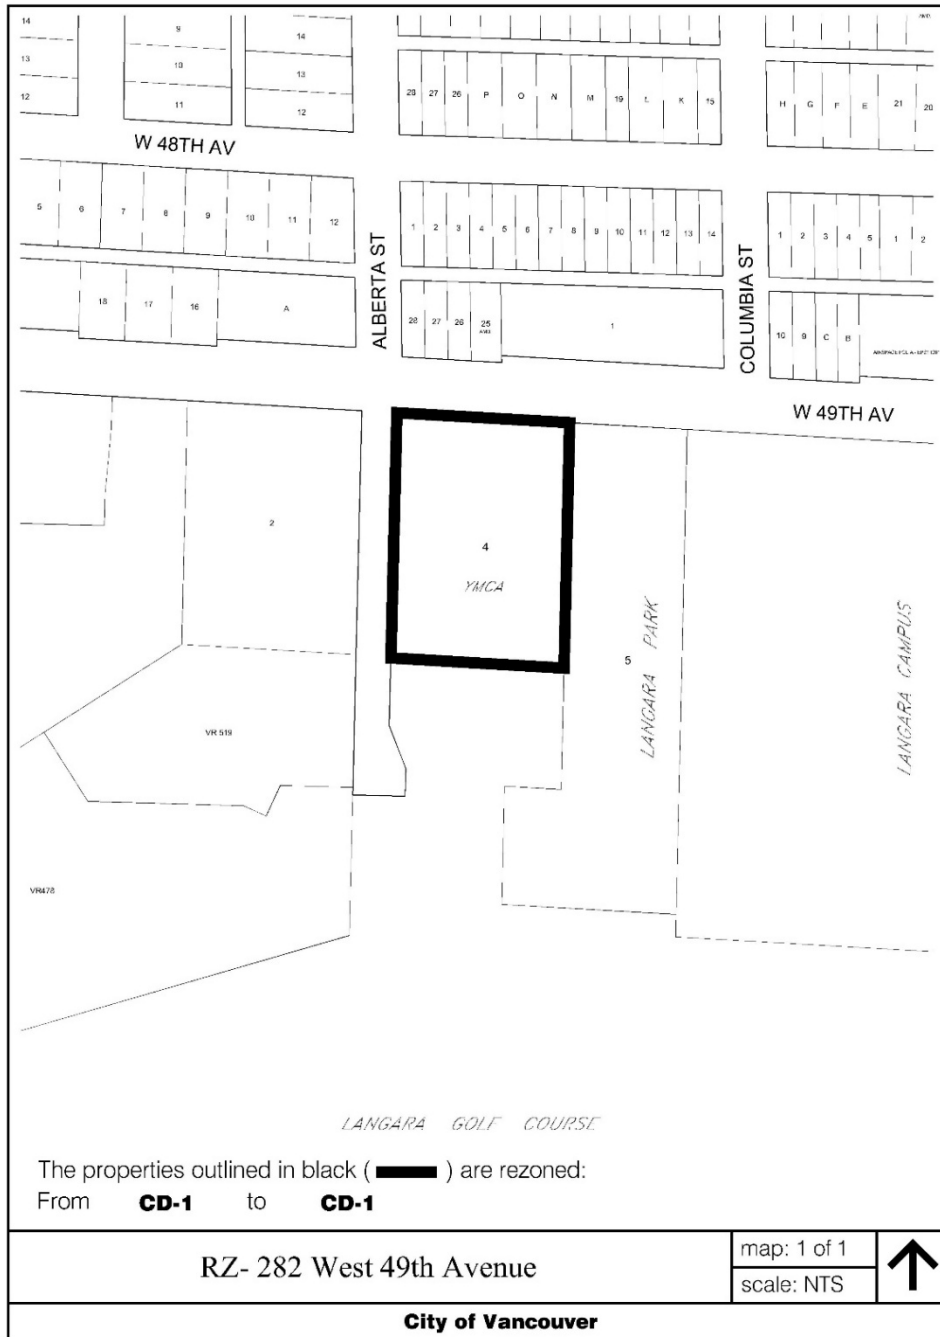 14
13
12
9
10
11
14
13
12
28 27 26 P O N M 19 L K 15
H G F E 21 20
W 48TH AV
5 6 7 8 9 10 11 12
1 2 3 4 5 6 7 8 9 10 11 12 13 14
1 2 3 4 5 1 2
ALBERTA ST
COLUMBIA ST
18 17 16 A
28 27 26 25 1
10 9 C B
W 49TH AV
2
4
YMCA
LANGARA PARK
5
LANGARA CAMPUS
VR 519
VR478
LANGARA GOLF COURSE
The properties outlined in black ( ) are rezoned:
From CD-1 to CD-1
RZ- 282 West 49th Avenue
map: 1 of 1
scale: NTS
City of Vancouver